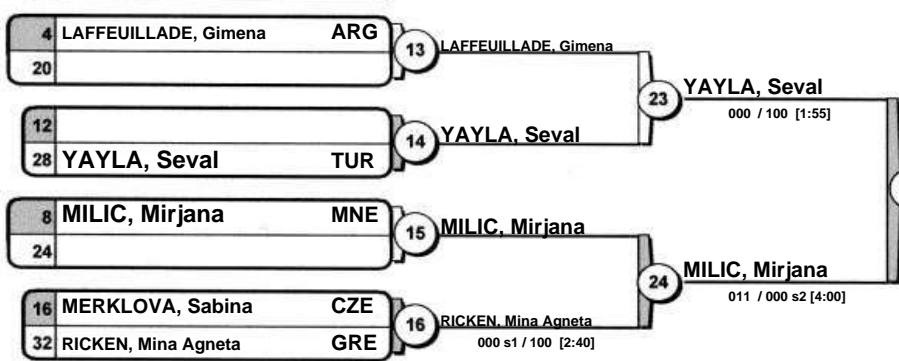 4 LAFFEUILLADE, Gimena ARG
20
13 LAFFEUILLADE, Gimena
12
28 YAYLA, Seval TUR
14 YAYLA, Seval
23 YAYLA, Seval
000 / 100 [1:55]
8 MILIC, Mirjana MNE
24
15 MILIC, Mirjana
16 MERKLOVA, Sabina CZE
32 RICKEN, Mina Agneta GRE
16 RICKEN, Mina Agneta
000 s1 / 100 [2:40]
24 MILIC, Mirjana
011 / 000 s2 [4:00]